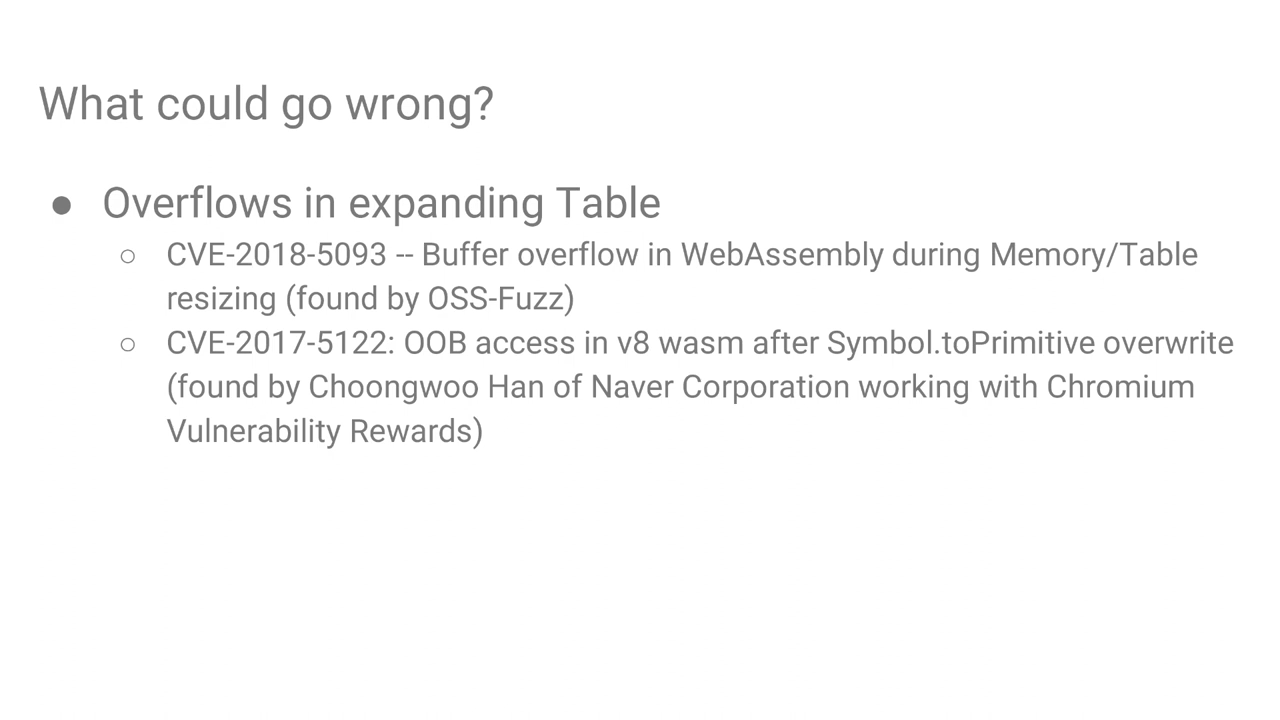 What could go wrong?
● Overflows in expanding Table
○ CVE-2018-5093 -- Buffer overflow in WebAssembly during Memory/Table
resizing (found by OSS-Fuzz)
○ CVE-2017-5122: OOB access in v8 wasm after Symbol.toPrimitive overwrite
(found by Choongwoo Han of Naver Corporation working with Chromium
Vulnerability Rewards)